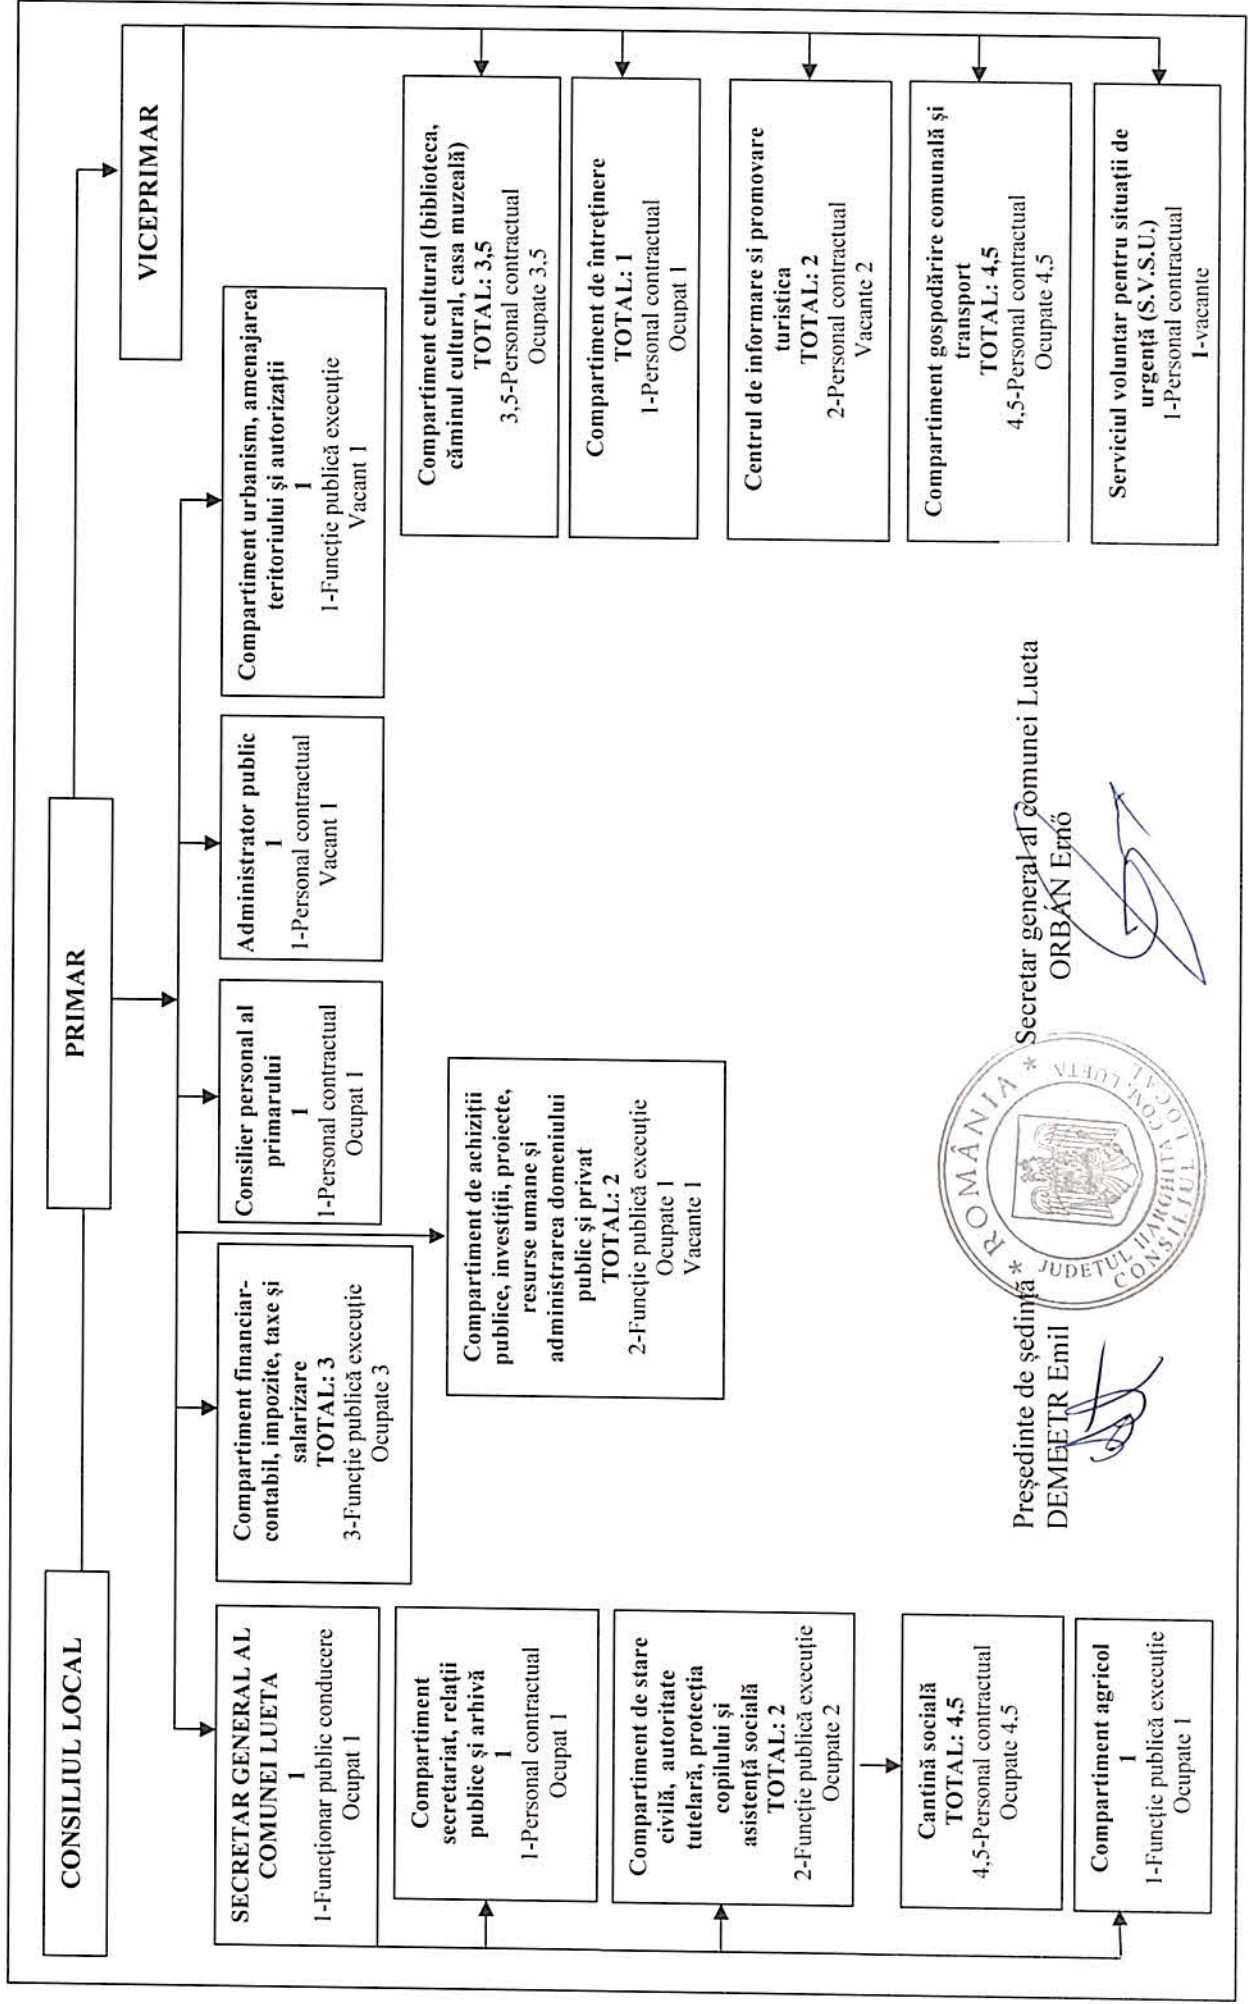 CONSILIUL LOCAL
PRIMAR
VICEPRIMAR
SECRETAR GENERAL AL
COMUNEI LUETA
1
1-Funcționar public conducere
Ocupat 1
Compartiment financiar-
contabil, impozite, taxe și
salarizare
TOTAL: 3
3-Funcție publică execuție
Ocupate 3
Consilier personal al
primarului
1
1-Personal contractual
Ocupat 1
Administrator public
1
1-Personal contractual
Vacant 1
Compartiment urbanism, amenajarea
teritoriului și autorizații
1
1-Funcție publică execuție
Vacant 1
Compartiment
secretariat, relații
publice și arhivă
1
1-Personal contractual
Ocupat 1
Compartiment de stare
civilă, autoritate
tutelară, protecția
copilului și
asistență socială
TOTAL: 2
2-Funcție publică execuție
Ocupate 2
Cantină socială
TOTAL: 4,5
4,5-Personal contractual
Ocupate 4,5
Compartiment agricol
1
1-Funcție publică execuție
Ocupate 1
Compartiment de achiziții
publice, investiții, proiecte,
resurse umane și
administrarea domeniului
public și privat
TOTAL: 2
2-Funcție publică execuție
Ocupate 1
Vacante 1
Compartiment cultural (biblioteca,
căminul cultural, casa muzeală)
TOTAL: 3,5
3,5-Personal contractual
Ocupate 3,5
Compartiment de întreținere
TOTAL: 1
1-Personal contractual
Ocupat 1
Centrul de informare si promovare
turistica
TOTAL: 2
2-Personal contractual
Vacante 2
Compartiment gospodărire comunală și
transport
TOTAL: 4,5
4,5-Personal contractual
Ocupate 4,5
Serviciul voluntar pentru situații de
urgență (S.V.S.U.)
1-Personal contractual
1-vacante
Președinte de ședință
DEMEETR Emil
* ROMÂNIA *
JUDEȚUL HARGHITA COM. LUETA
CONSILIUL LOCAL
Secretar general al comunei Lueta
ORBÁN Ernő